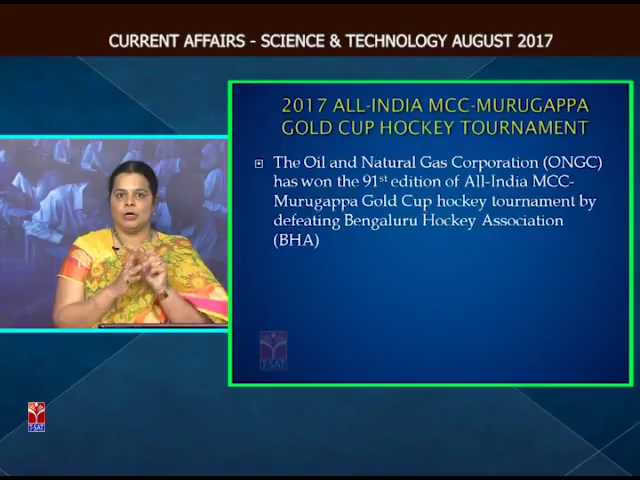 CURRENT AFFAIRS - SCIENCE & TECHNOLOGY AUGUST 2017
2017 ALL-INDIA MCC-MURUGAPPA
GOLD CUP HOCKEY TOURNAMENT
The Oil and Natural Gas Corporation (ONGC)
has won the 91st edition of All-India MCC-
Murugappa Gold Cup hockey tournament by
defeating Bengaluru Hockey Association
(BHA)
T-SAT
T-SAT